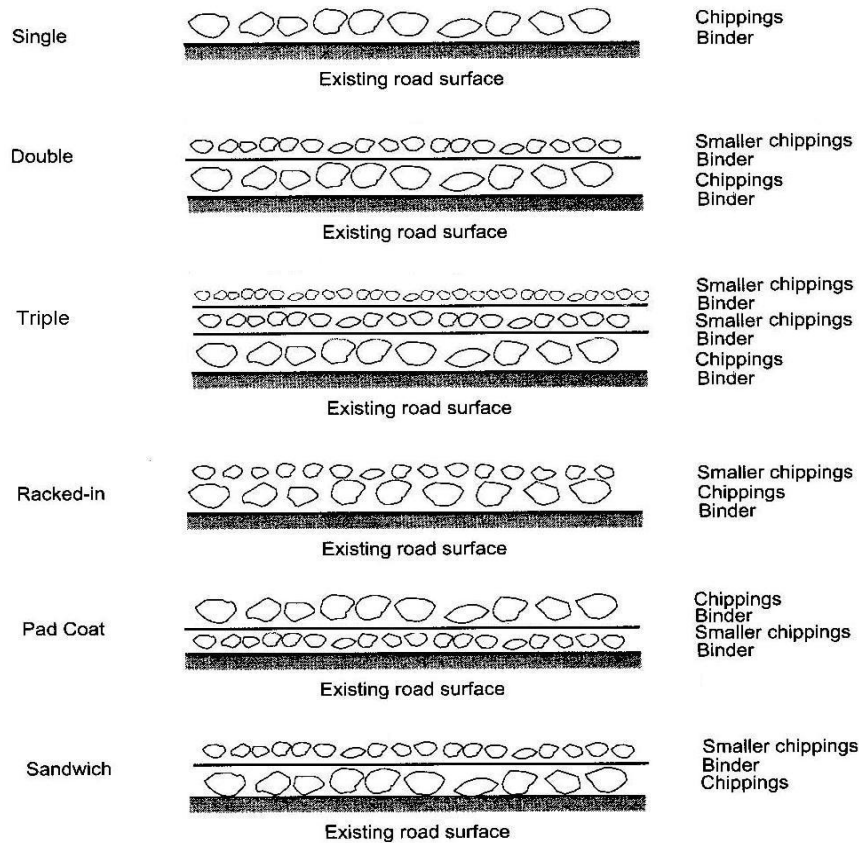 Single
Chippings
Binder
Existing road surface
Double
Smaller chippings
Binder
Chippings
Binder
Existing road surface
Triple
Smaller chippings
Binder
Smaller chippings
Binder
Chippings
Binder
Existing road surface
Racked-in
Smaller chippings
Chippings
Binder
Existing road surface
Pad Coat
Chippings
Binder
Smaller chippings
Binder
Existing road surface
Sandwich
Smaller chippings
Binder
Chippings
Existing road surface